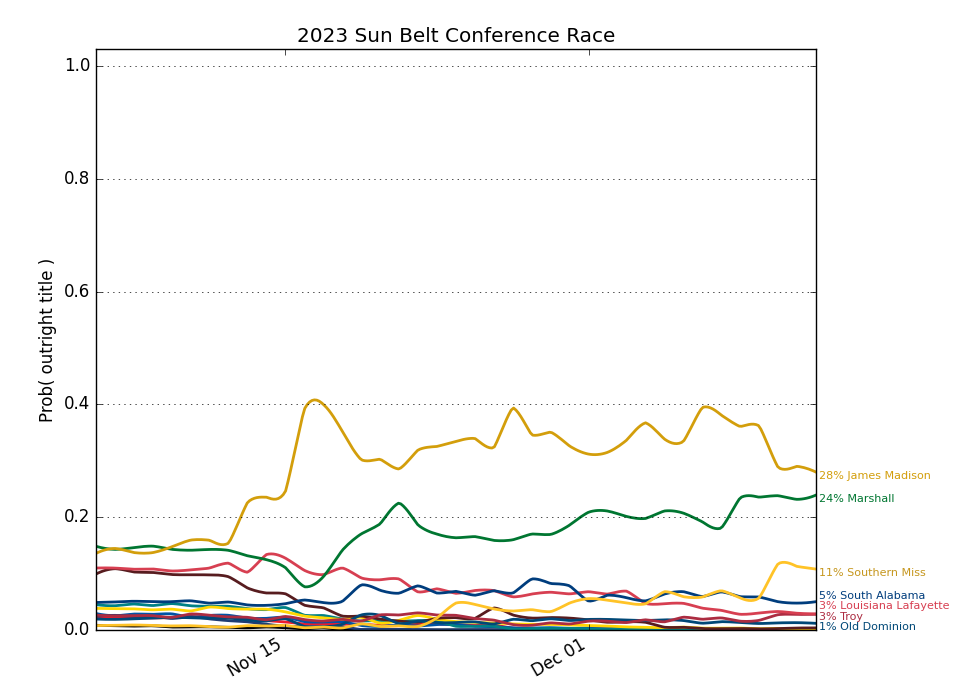 2023 Sun Belt Conference Race
Prob( outright title )
1.0
0.8
0.6
0.4
0.2
0.0
Nov 15
Dec 01
28% James Madison
24% Marshall
11% Southern Miss
5% South Alabama
3% Louisiana Lafayette
3% Troy
1% Old Dominion